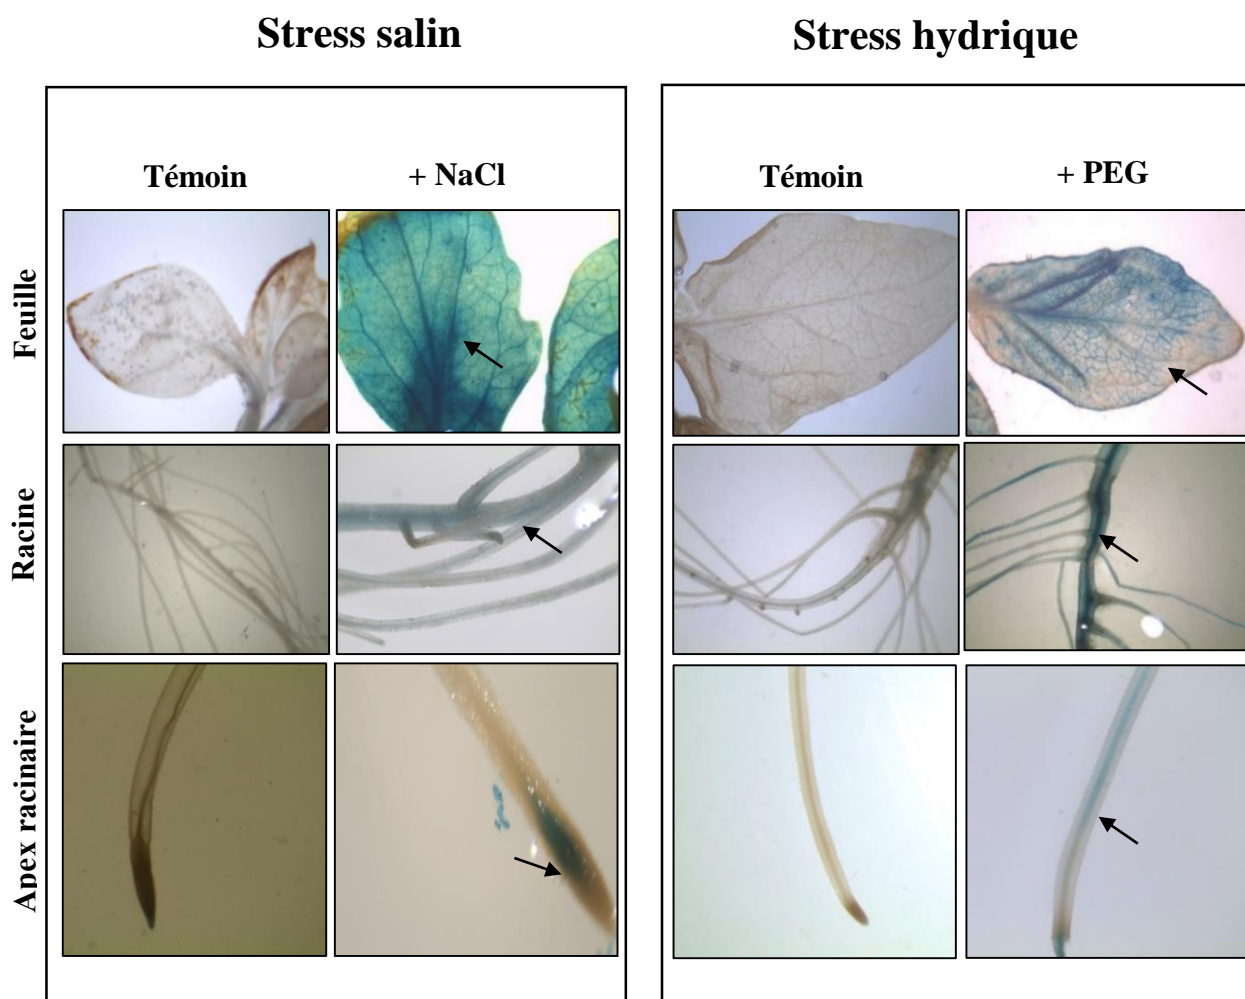 Stress salin
Stress hydrique
Témoin
+ NaCl
Témoin
+ PEG
Feuille
Racine
Apex racinaire